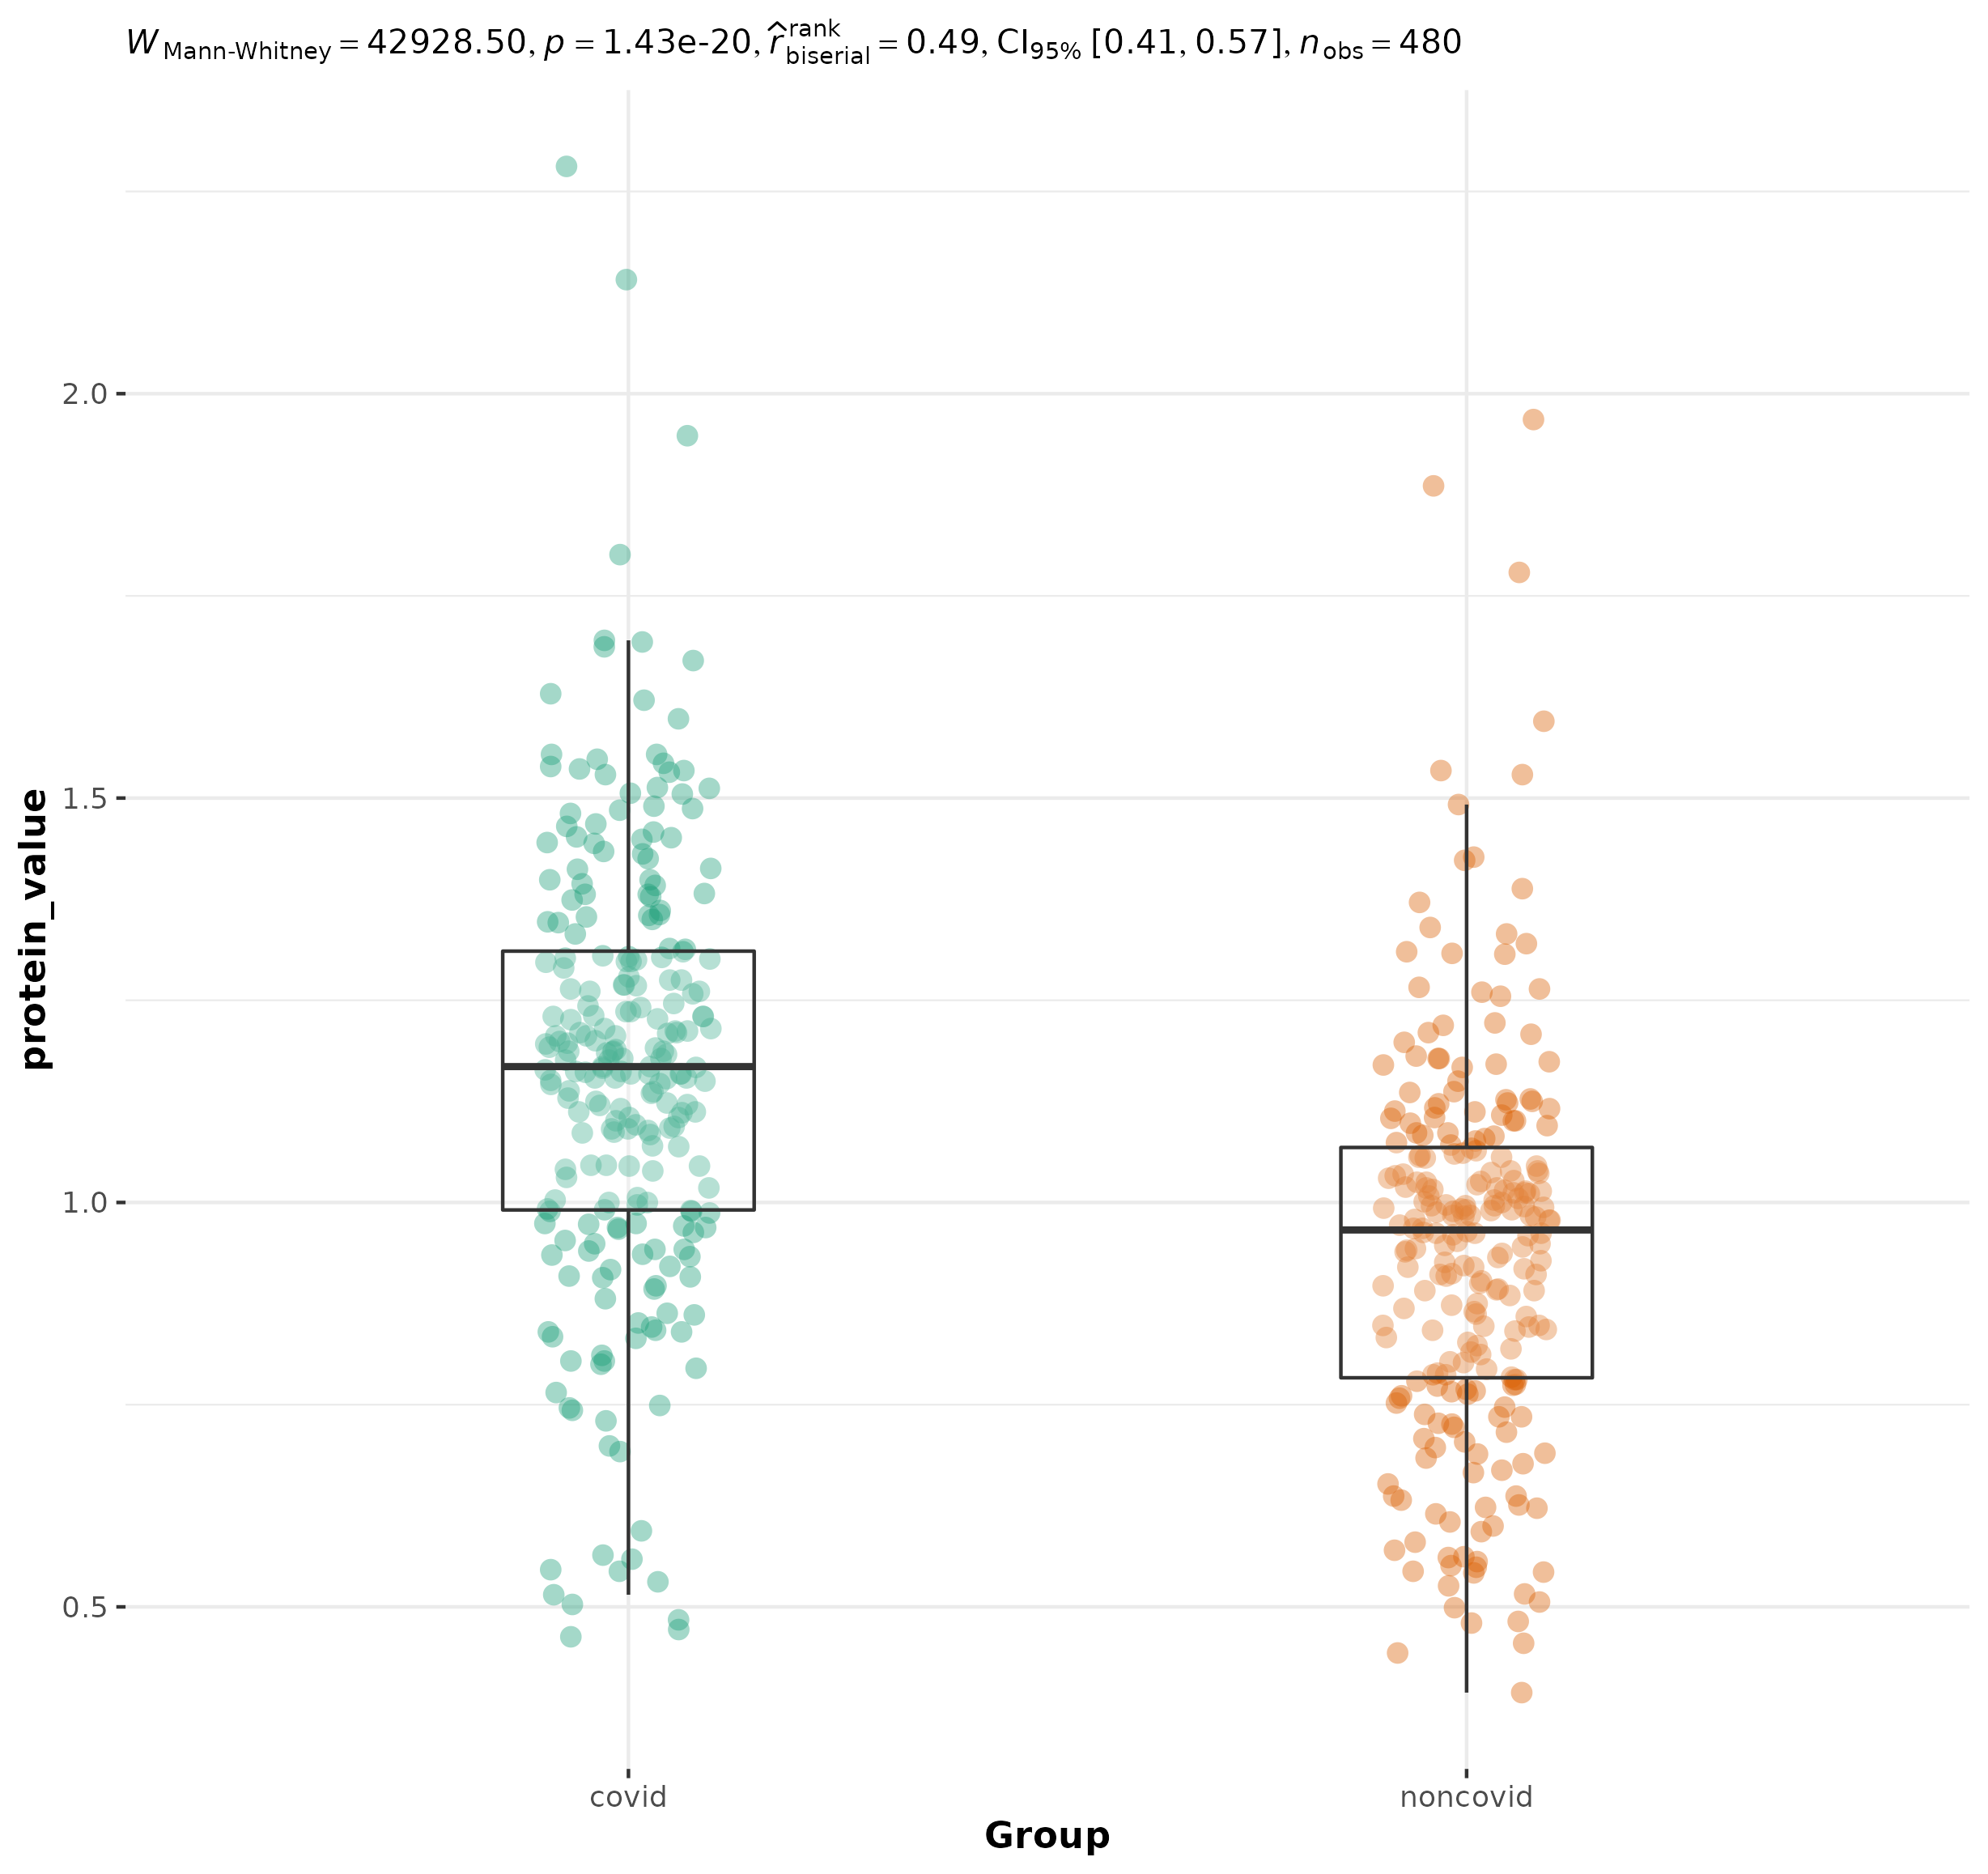 W Mann-Whitney = 42928.50, p = 1.43e-20, r̂ rank biserial = 0.49, CI95% [0.41, 0.57], nobs = 480
protein_value
2.0
1.5
1.0
0.5
covid noncovid
Group